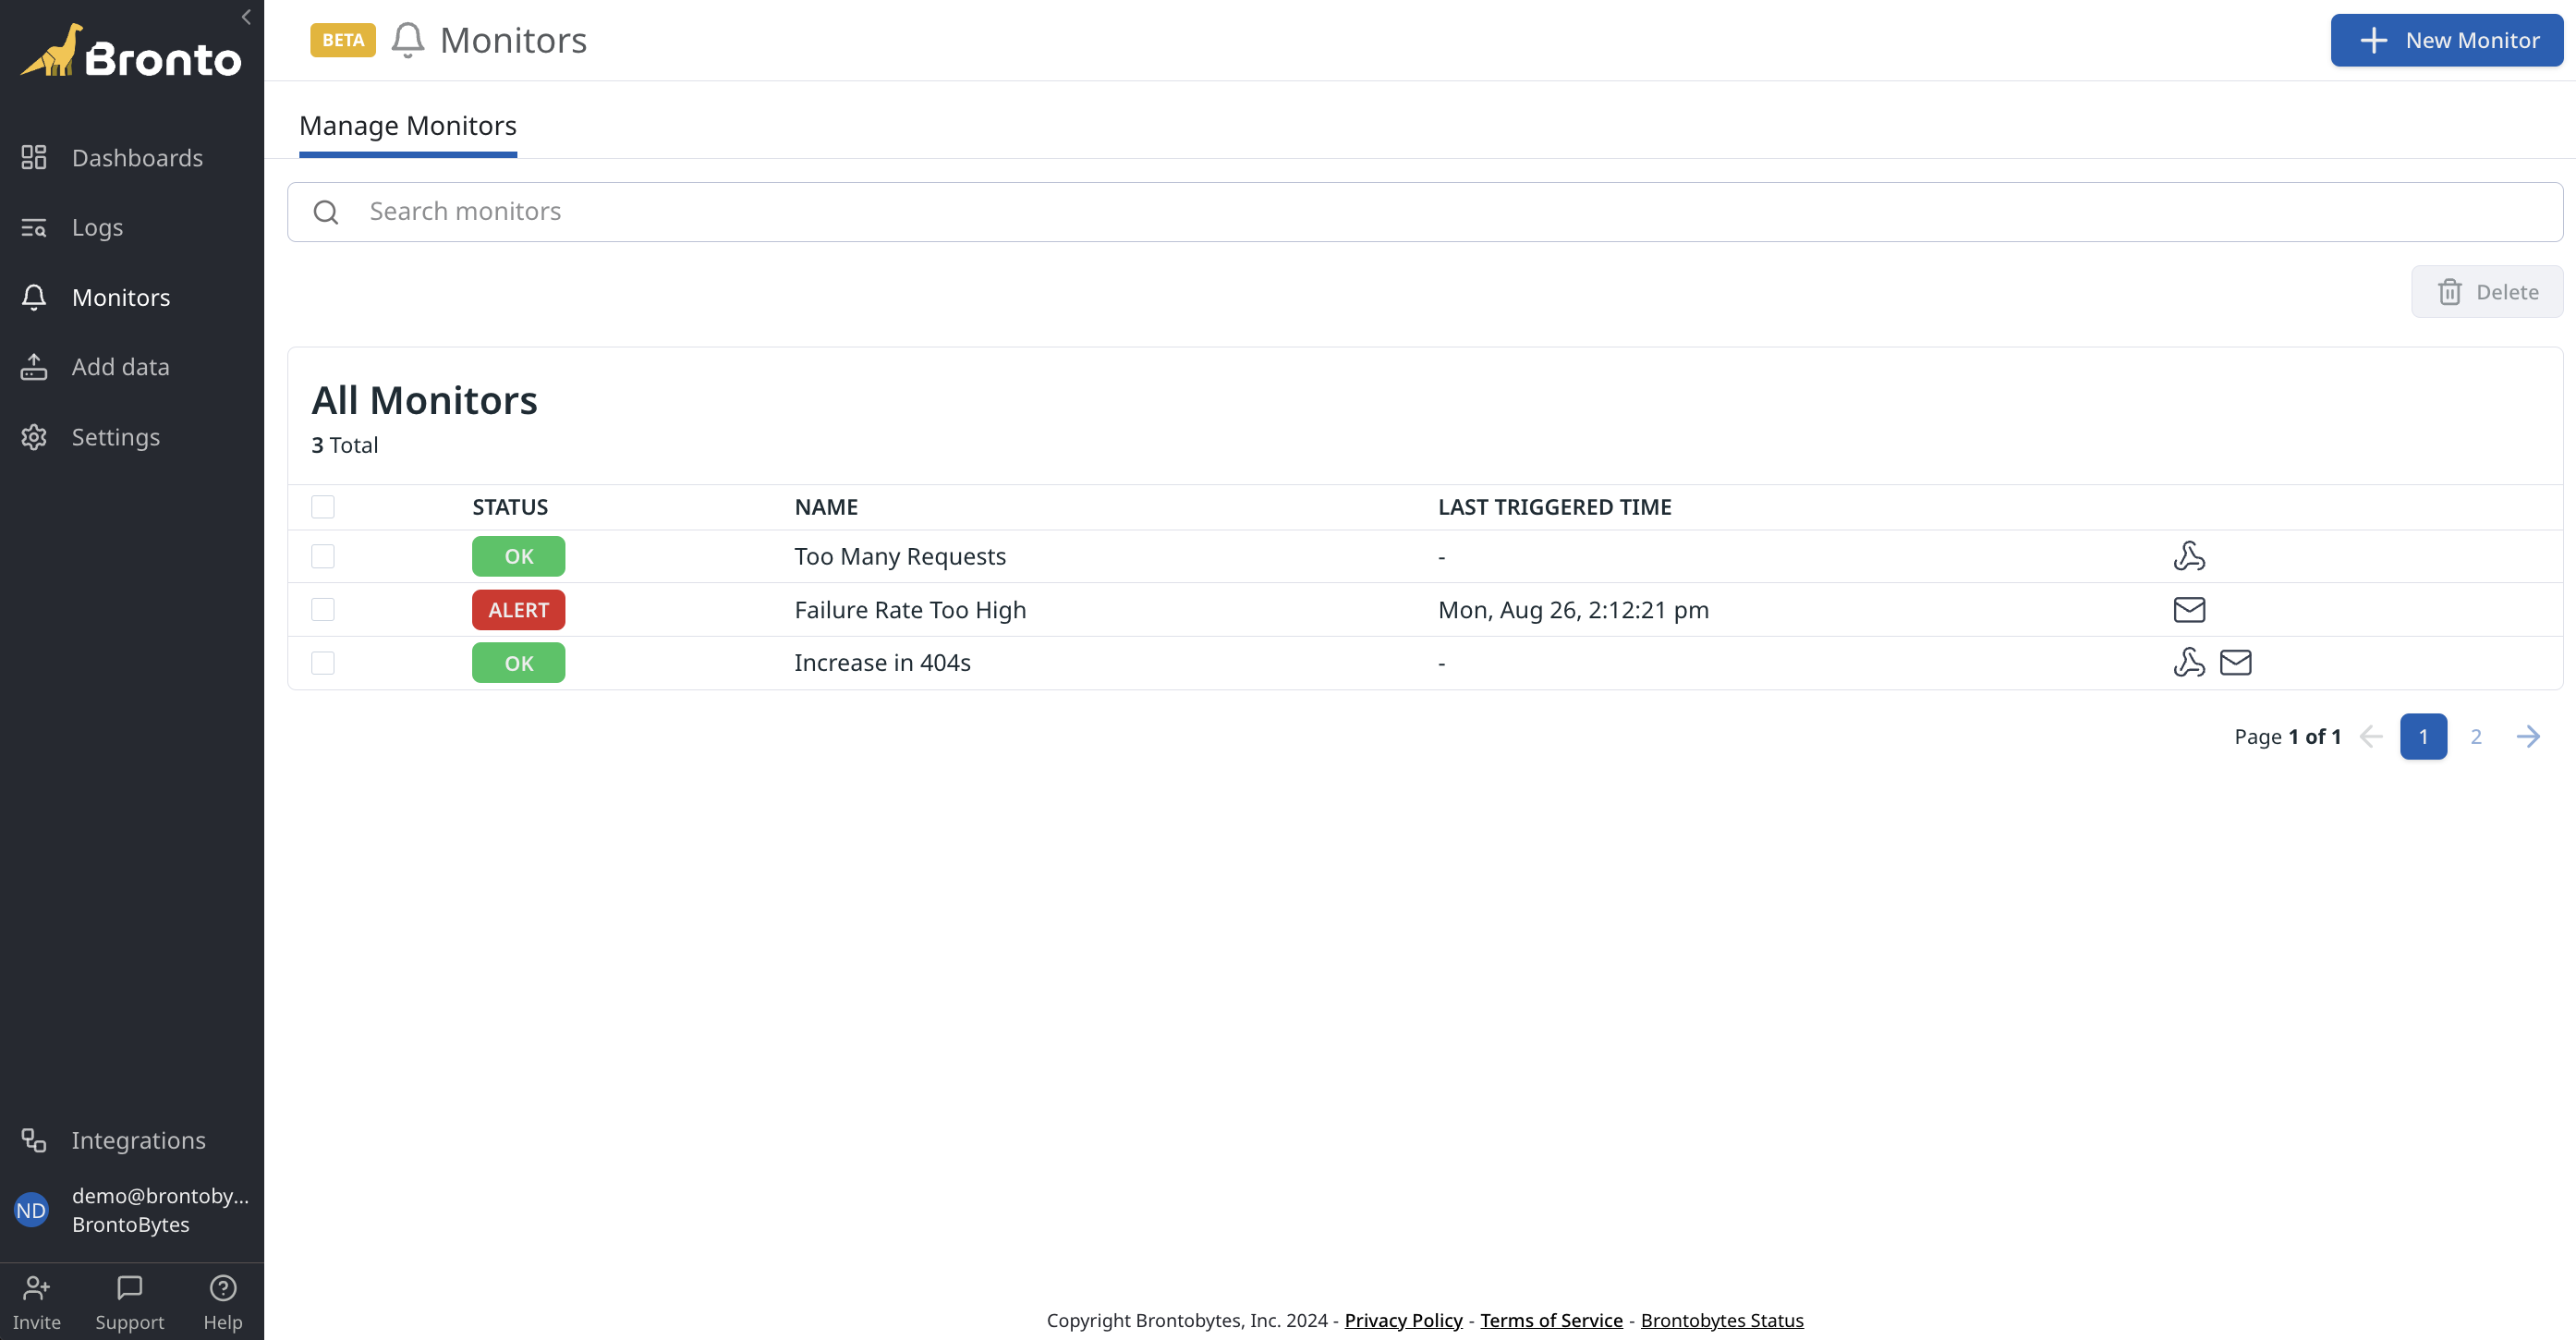 Bronto
Dashboards
Logs
Monitors
Add data
Settings
Integrations
ND
demo@brontoby...
BrontoBytes
Invite
Support
Help
BETA
Monitors
New Monitor
Manage Monitors
Search monitors
Delete
All Monitors
3 Total
STATUS NAME LAST TRIGGERED TIME
OK Too Many Requests -
ALERT Failure Rate Too High Mon, Aug 26, 2:12:21 pm
OK Increase in 404s -
Page 1 of 1 1 2
Copyright Brontobytes, Inc. 2024 - Privacy Policy - Terms of Service - Brontobytes Status